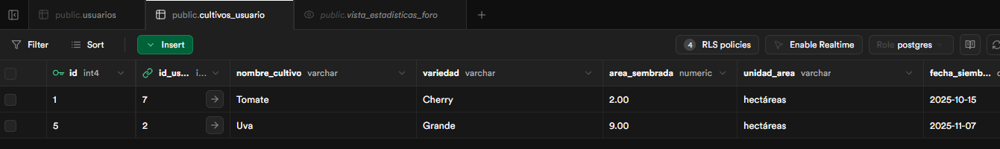 public.usuarios public.cultivos_usuario public.vista_estadisticas_foro
Filter Sort Insert 4 RLS policies Enable Realtime Role postgres
id int4 id_us... i... nombre_cultivo varchar variedad varchar area_sembrada numeric unidad_area varchar fecha_siemb...
1 7 Tomate Cherry 2.00 hectáreas 2025-10-15
5 2 Uva Grande 9.00 hectáreas 2025-11-07